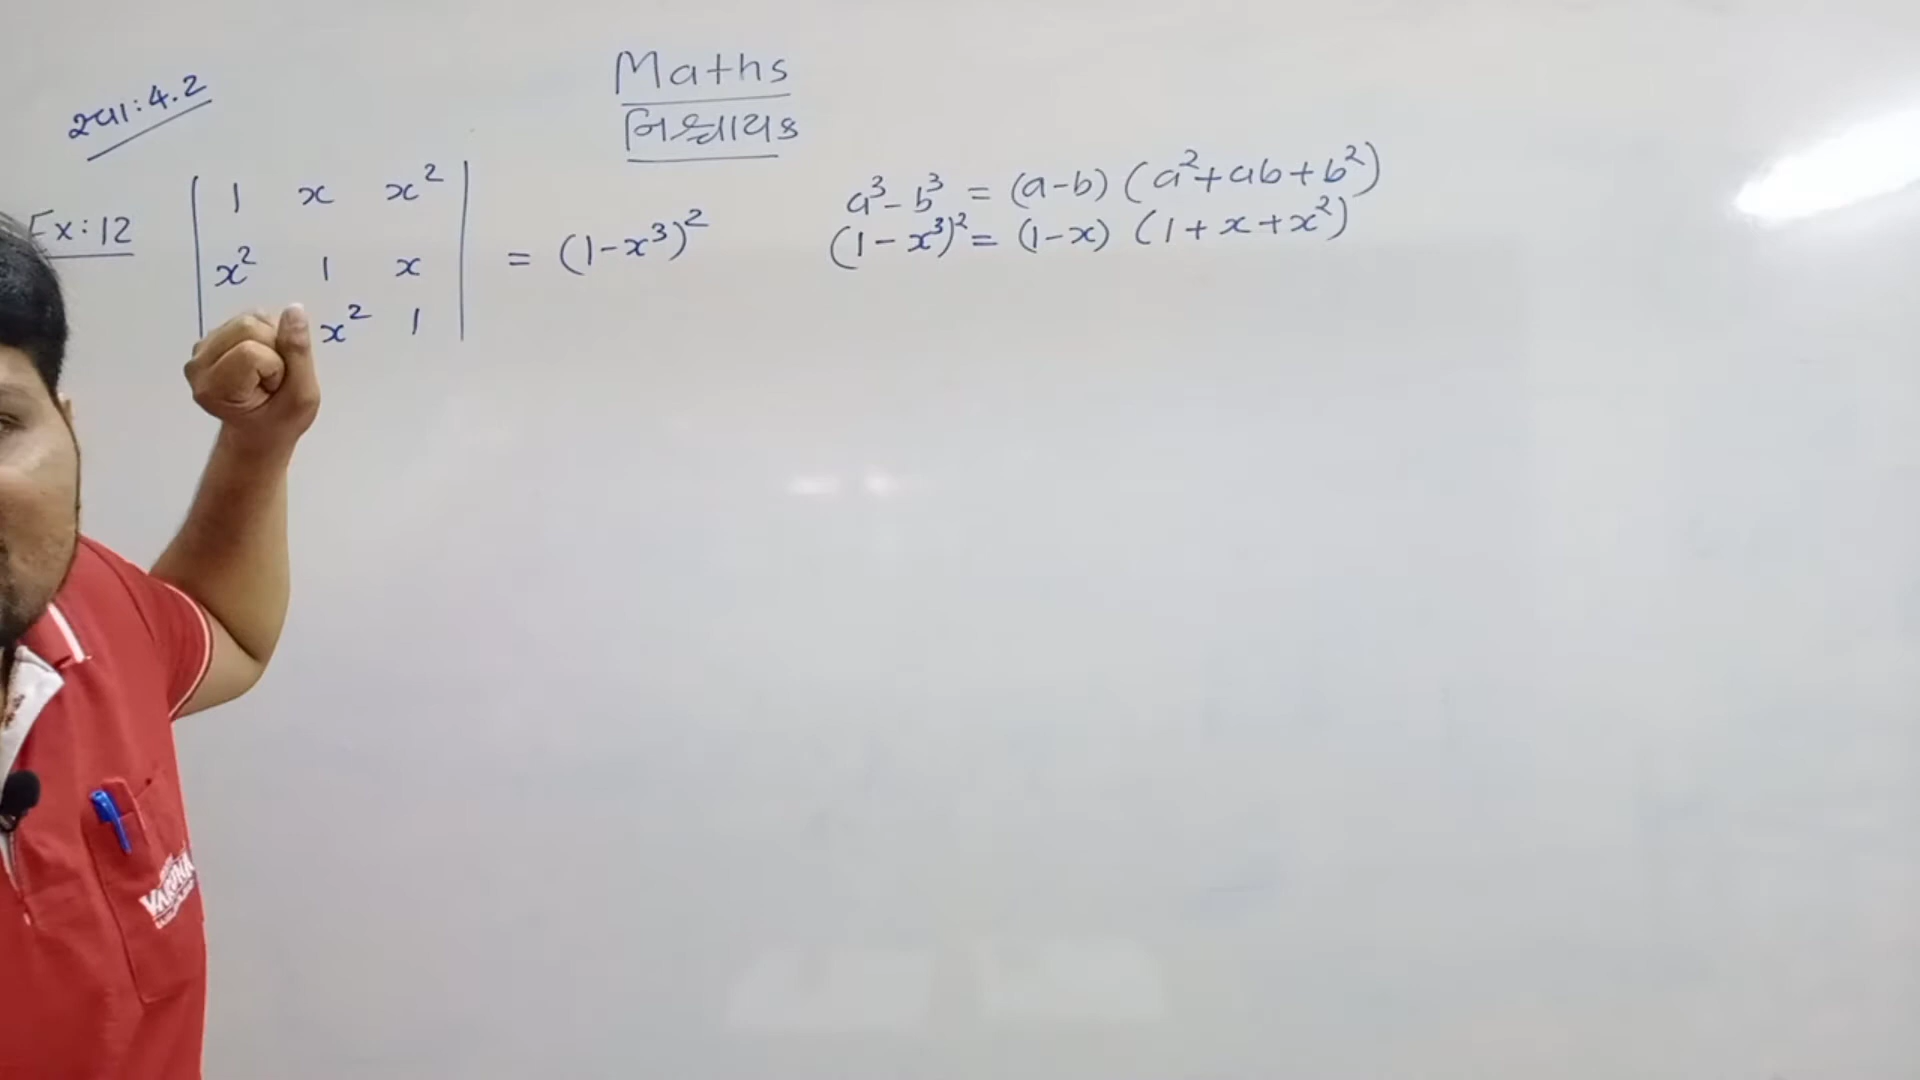 Maths
નિશ્ચાયક
સ્વા:4.2
Ex:12
| 1 x x² |
| x² 1 x | = (1-x³)²
| x² 1 |
a³-b³ = (a-b) (a²+ab+b²)
(1-x³)² = (1-x) (1+x+x²)